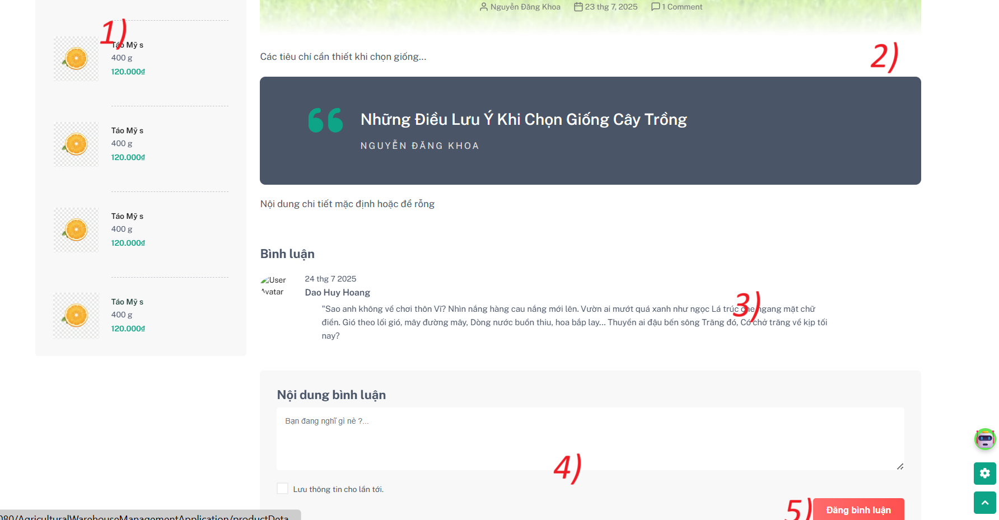 Nguyễn Đăng Khoa 23 thg 7, 2025 1 Comment
1)
Táo Mỹ s
400 g
120.000₫
Táo Mỹ s
400 g
120.000₫
Táo Mỹ s
400 g
120.000₫
Táo Mỹ s
400 g
120.000₫
2)
Các tiêu chí cần thiết khi chọn giống...
Những Điều Lưu Ý Khi Chọn Giống Cây Trồng
NGUYỄN ĐĂNG KHOA
Nội dung chi tiết mặc định hoặc để rỗng
Bình luận
User
Avatar
24 thg 7 2025
Dao Huy Hoang
3)
"Sao anh không về chơi thôn Vĩ? Nhìn nắng hàng cau nắng mới lên. Vườn ai mướt quá xanh như ngọc Lá trúc che ngang mặt chữ
điền. Gió theo lối gió, mây đường mây, Dòng nước buồn thiu, hoa bắp lay... Thuyền ai đậu bến sông Trăng đó, Có chở trăng về kịp tối
nay?
Nội dung bình luận
Bạn đang nghĩ gì nè ?...
4)
Lưu thông tin cho lần tới.
5)
Đăng bình luận
080/AgriculturalWarehouseManagementApplication/productDeta...